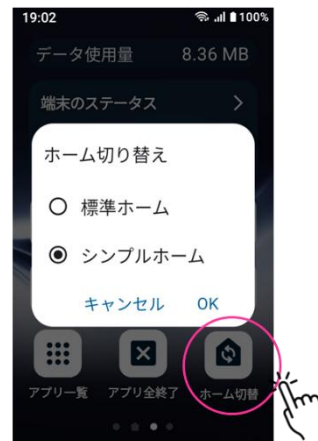 19:02 100%
データ使用量 8.36 MB
端末のステータス
ホーム切り替え
標準ホーム
シンプルホーム
キャンセル OK
アプリ一覧 アプリ全終了 ホーム切替